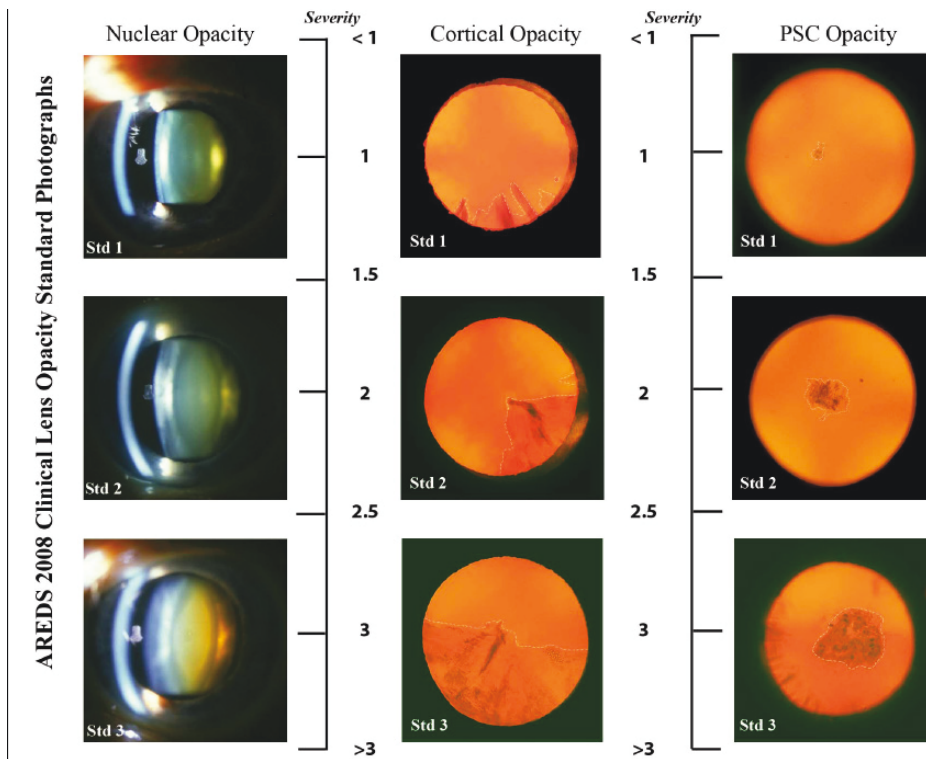 AREDS 2008 Clinical Lens Opacity Standard Photographs
Nuclear Opacity
Severity
Cortical Opacity
Severity
PSC Opacity
< 1
< 1
Std 1
1
Std 1
1
Std 1
1.5
1.5
Std 2
2
Std 2
2
Std 2
2.5
2.5
Std 3
3
Std 3
3
Std 3
>3
>3